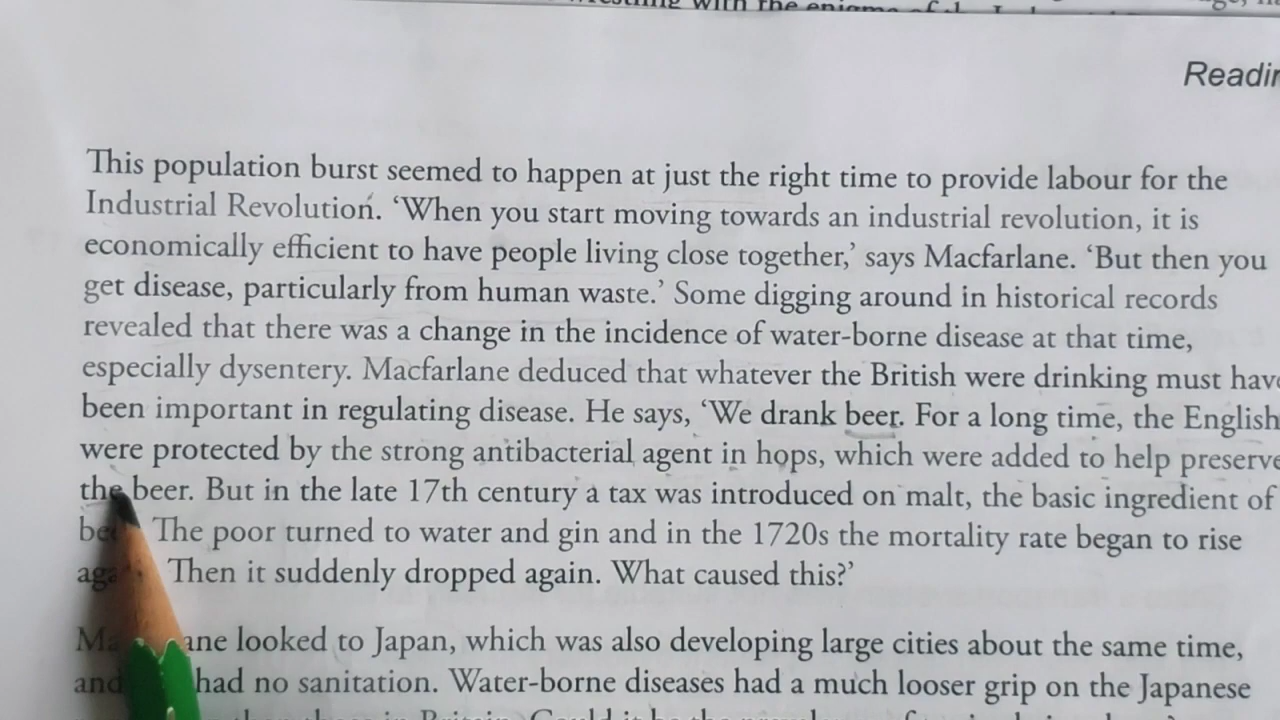 with the enigma of
Readin
This population burst seemed to happen at just the right time to provide labour for the
Industrial Revolution. ‘When you start moving towards an industrial revolution, it is
economically efficient to have people living close together,’ says Macfarlane. ‘But then you
get disease, particularly from human waste.’ Some digging around in historical records
revealed that there was a change in the incidence of water-borne disease at that time,
especially dysentery. Macfarlane deduced that whatever the British were drinking must have
been important in regulating disease. He says, ‘We drank beer. For a long time, the English
were protected by the strong antibacterial agent in hops, which were added to help preserve
the beer. But in the late 17th century a tax was introduced on malt, the basic ingredient of
The poor turned to water and gin and in the 1720s the mortality rate began to rise
Then it suddenly dropped again. What caused this?’
looked to Japan, which was also developing large cities about the same time,
and had no sanitation. Water-borne diseases had a much looser grip on the Japanese